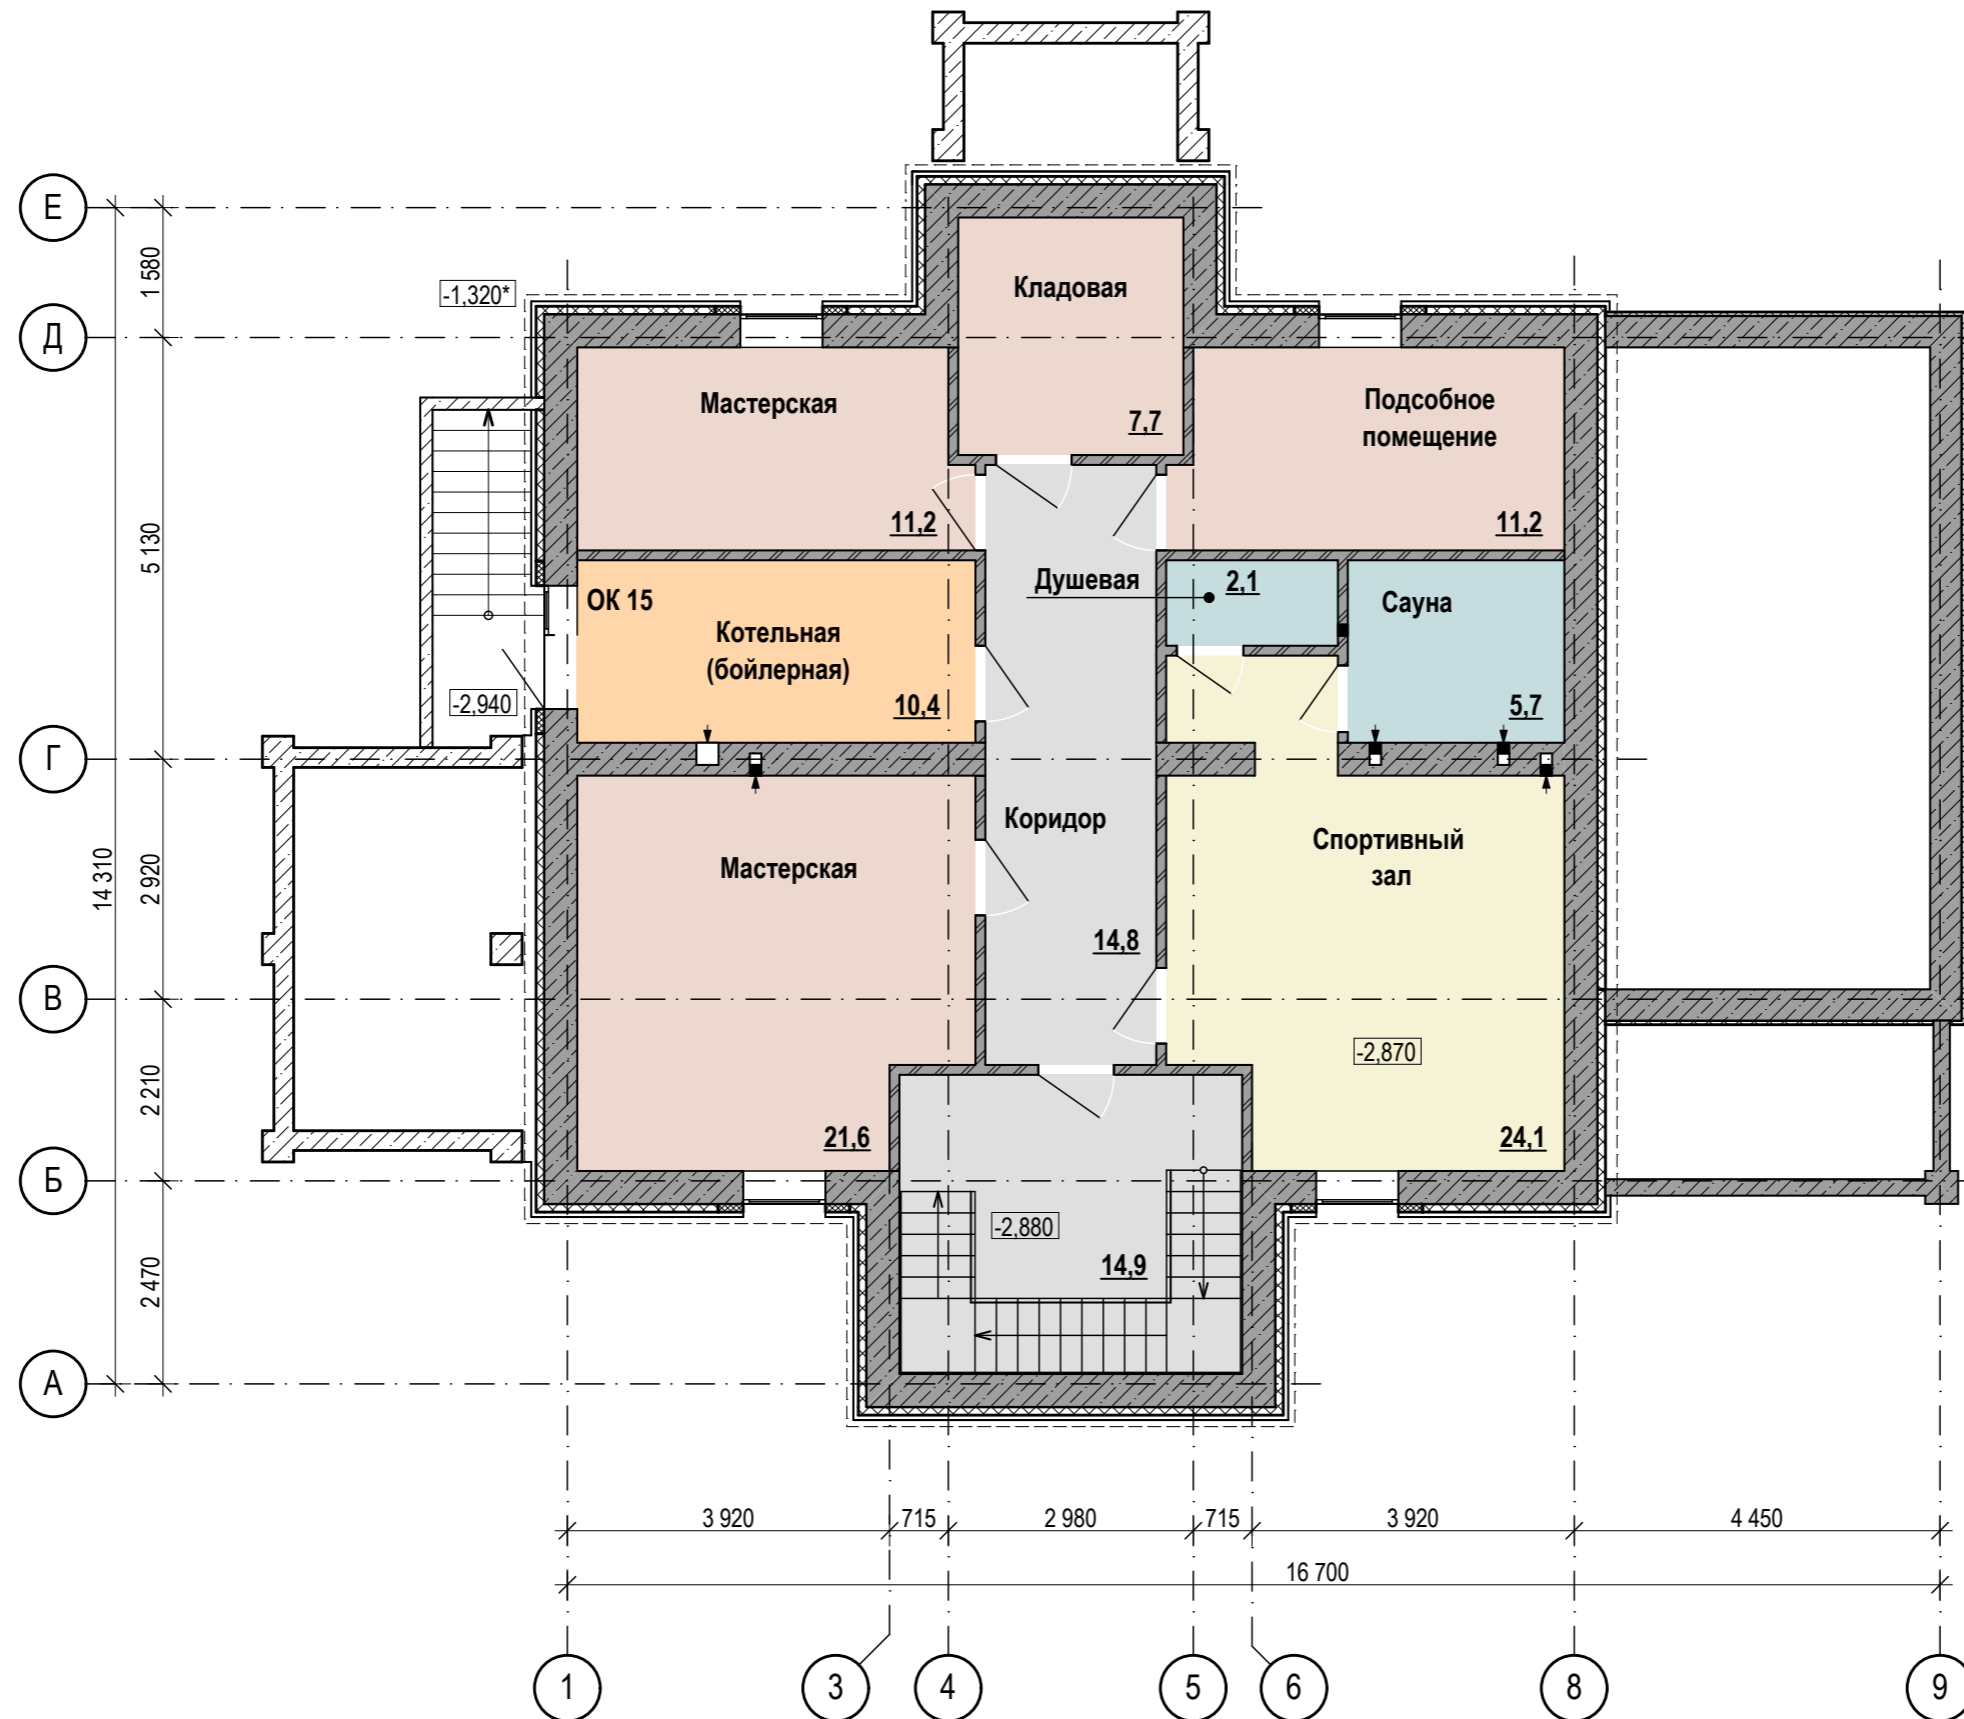 Е
1 580
-1,320*
Кладовая
Д
Мастерская
7,7
Подсобное
помещение
11,2
11,2
5 130
Душевая
2,1
ОК 15
Сауна
Котельная
(бойлерная)
-2,940
10,4
5,7
Г
14 310
2 920
Коридор
Мастерская
Спортивный
зал
14,8
В
-2,870
2 210
21,6
24,1
Б
-2,880
14,9
2 470
А
3 920
715
2 980
715
3 920
4 450
16 700
1
3
4
5
6
8
9